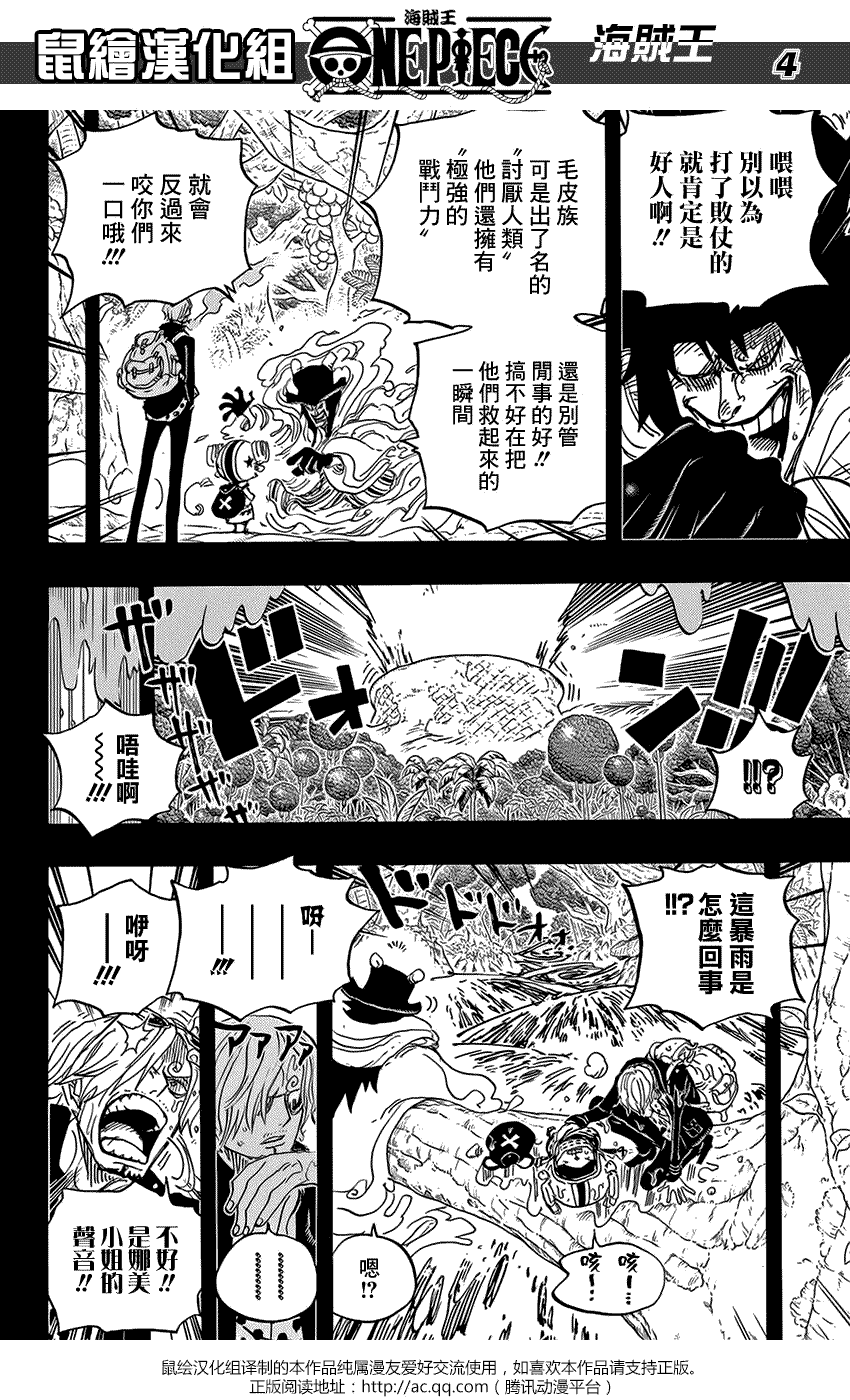 鼠繪漢化組
海賊王
ONE PIECE
海賊王
4
喂喂
別以為
打了敗仗的
就肯定是
好人啊!!
毛皮族
可是出了名的
“討厭人類”
他們還擁有
“極強的
戰鬥力”
還是別管
閒事的好!!
搞不好在把
他們救起來的
一瞬間
就會
反過來
咬你們
一口哦!!!
!!?
ドドォ
ン!!!
ザザザザザザ
唔哇啊
~~~!!!
這暴雨是
怎麼回事
!!?
ドドドド
呀—
————!!!
咿呀
——!!!
アァアァ
咳—!
咳—!
嗯!?
不好!!
是娜美
小姐的
聲音!!
鼠绘汉化组译制的本作品纯属漫友爱好交流使用，如喜欢本作品请支持正版。
正版阅读地址：http://ac.qq.com（腾讯动漫平台）